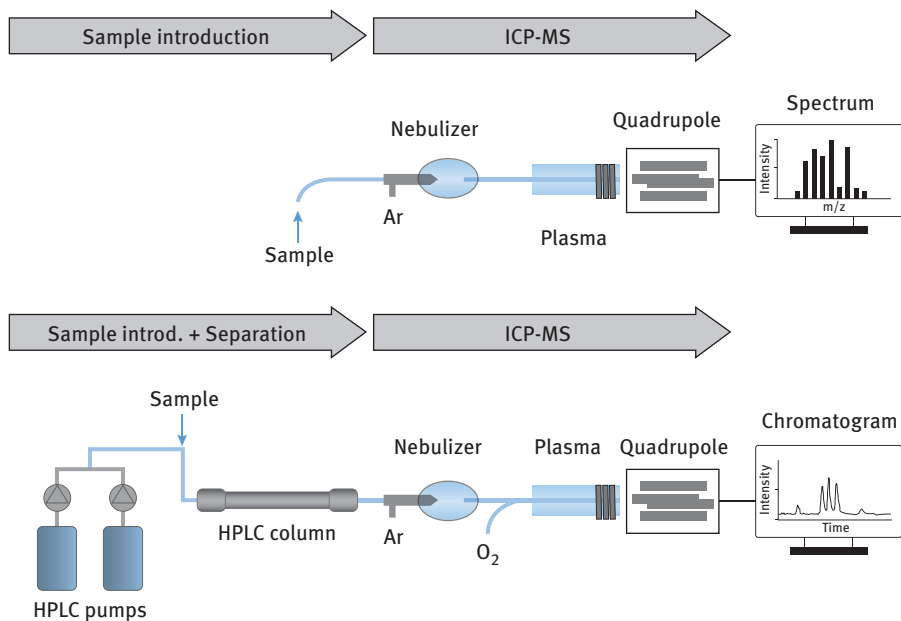 Sample introduction
ICP-MS
Nebulizer
Quadrupole
Spectrum
Intensity
m/z
Ar
Plasma
Sample
Sample introd. + Separation
ICP-MS
Sample
Nebulizer
Plasma
Quadrupole
Chromatogram
Intensity
Time
HPLC column
Ar
O₂
HPLC pumps